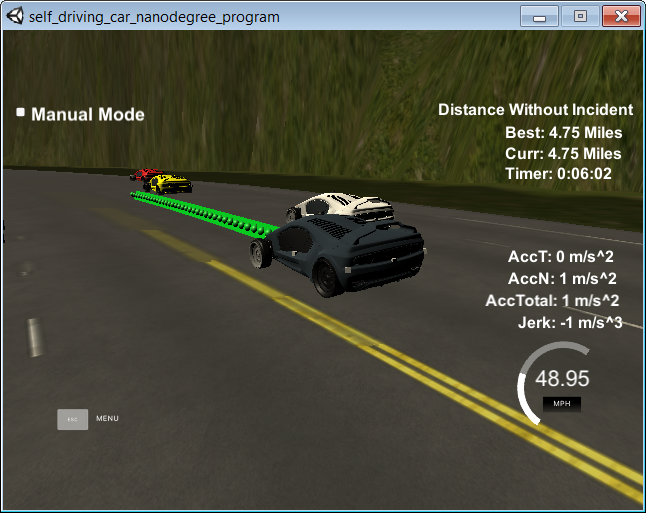 self_driving_car_nanodegree_program
Manual Mode
Distance Without Incident
Best: 4.75 Miles
Curr: 4.75 Miles
Timer: 0:06:02
AccT: 0 m/s^2
AccN: 1 m/s^2
AccTotal: 1 m/s^2
Jerk: -1 m/s^3
48.95
MPH
ESC MENU